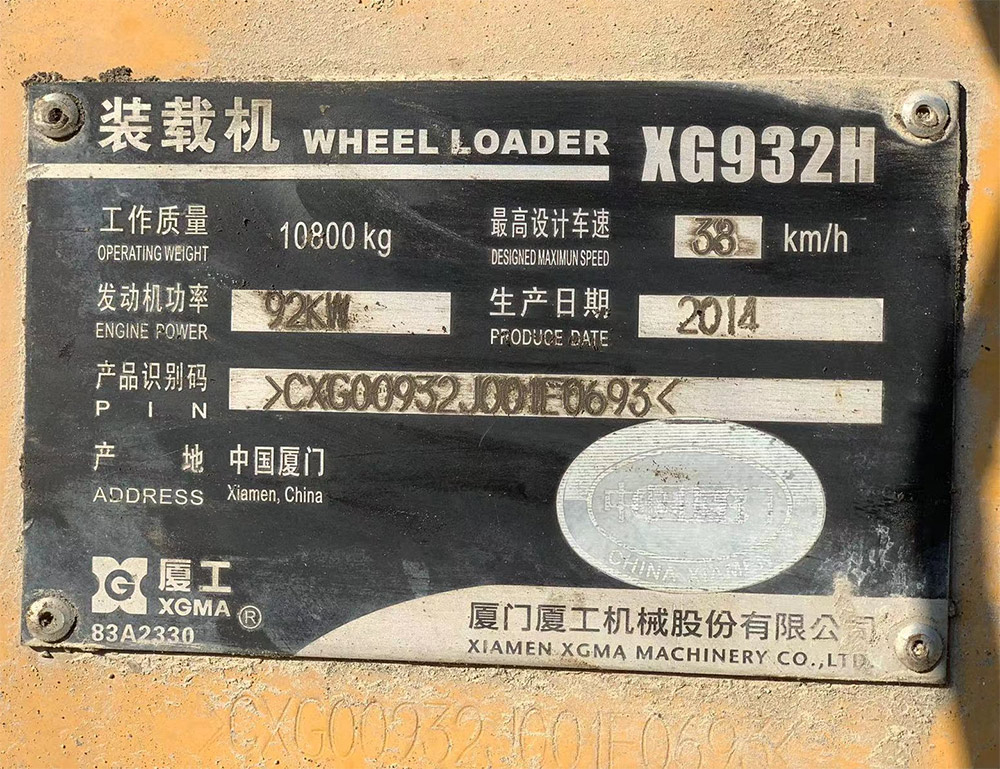 装载机 WHEEL LOADER XG932H
工作质量 10800 kg 最高设计车速 38 km/h
OPERATING WEIGHT DESIGNED MAXIMUN SPEED
发动机功率 92KW 生产日期 2014
ENGINE POWER PRODUCE DATE
产品识别码 >CXG00932J001E0693<
PIN
产地 中国厦门
ADDRESS Xiamen, China
CHINA XIAMEN
厦工
XGMA ®
83A2330
厦门厦工机械股份有限公司
XIAMEN XGMA MACHINERY CO.,LTD.
CXG00932J001E0693<